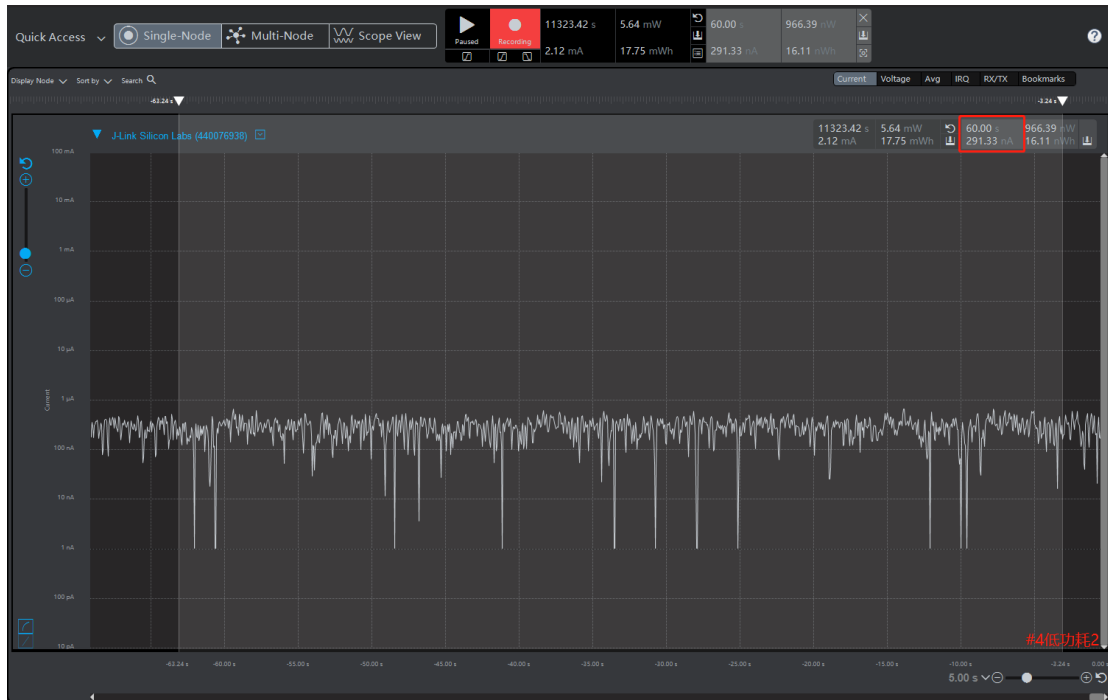 Quick Access
Single-Node
Multi-Node
Scope View
Paused
Recording
11323.42 s
5.64 mW
60.00 s
966.39 nW
2.12 mA
17.75 mWh
291.33 nA
16.11 nWh
Display Node
Sort by
Search
Current
Voltage
Avg
IRQ
RX/TX
Bookmarks
-63.24 s
-3.24 s
J-Link Silicon Labs (440076938)
11323.42 s 5.64 mW 60.00 s 966.39 nW
2.12 mA 17.75 mWh 291.33 nA 16.11 nWh
100 mA
10 mA
1 mA
100 µA
10 µA
Current
1 µA
100 nA
10 nA
1 nA
100 pA
10 pA
#4低功耗2
-63.24 s
-60.00 s
-55.00 s
-50.00 s
-45.00 s
-40.00 s
-35.00 s
-30.00 s
-25.00 s
-20.00 s
-15.00 s
-10.00 s
-3.24 s
0.00 s
5.00 s